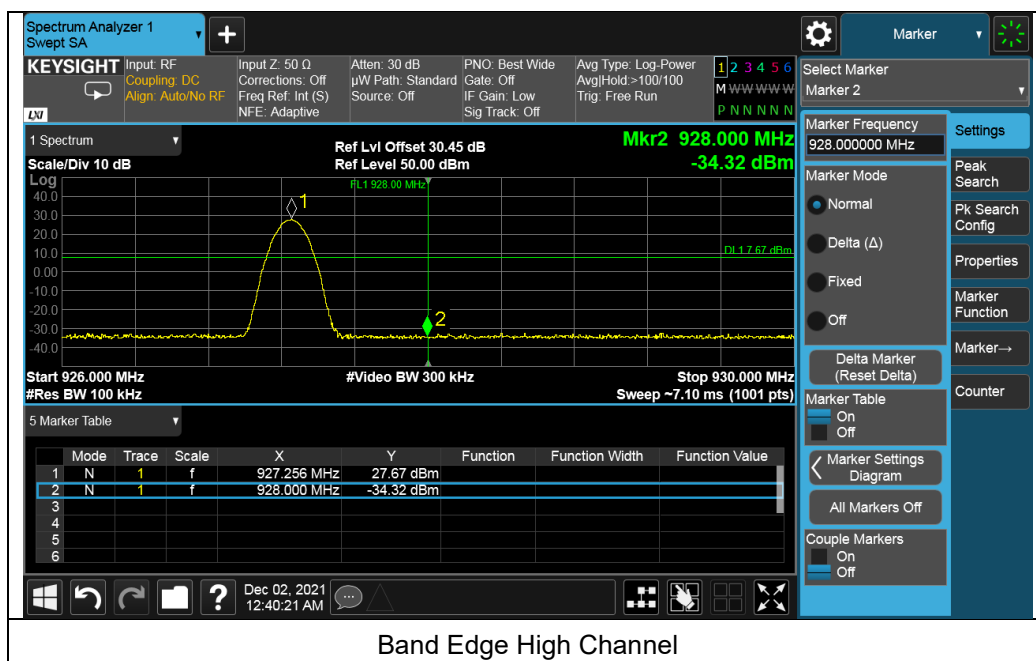 Spectrum Analyzer 1
Swept SA
+
Marker
KEYSIGHT
LXI
Input: RF
Coupling: DC
Align: Auto/No RF
Input Z: 50 Ω
Corrections: Off
Freq Ref: Int (S)
NFE: Adaptive
Atten: 30 dB
µW Path: Standard
Source: Off
PNO: Best Wide
Gate: Off
IF Gain: Low
Sig Track: Off
Avg Type: Log-Power
Avg|Hold:>100/100
Trig: Free Run
1 2 3 4 5 6
M W W W W W
P N N N N N
Select Marker
Marker 2
1 Spectrum
Scale/Div 10 dB
Ref Lvl Offset 30.45 dB
Ref Level 50.00 dBm
Mkr2 928.000 MHz
-34.32 dBm
Log
40.0
30.0
20.0
10.0
0.00
-10.0
-20.0
-30.0
-40.0
FL1 928.00 MHz
1
DL1 7.67 dBm
2
Start 926.000 MHz
#Video BW 300 kHz
Stop 930.000 MHz
#Res BW 100 kHz
Sweep ~7.10 ms (1001 pts)
5 Marker Table
Mode Trace Scale X Y Function Function Width Function Value
1 N 1 f 927.256 MHz 27.67 dBm
2 N 1 f 928.000 MHz -34.32 dBm
3
4
5
6
Marker Frequency
928.000000 MHz
Marker Mode
Normal
Delta (Δ)
Fixed
Off
Delta Marker
(Reset Delta)
Marker Table
On
Off
Marker Settings
Diagram
All Markers Off
Couple Markers
On
Off
Settings
Peak
Search
Pk Search
Config
Properties
Marker
Function
Marker→
Counter
?
Dec 02, 2021
12:40:21 AM
Band Edge High Channel